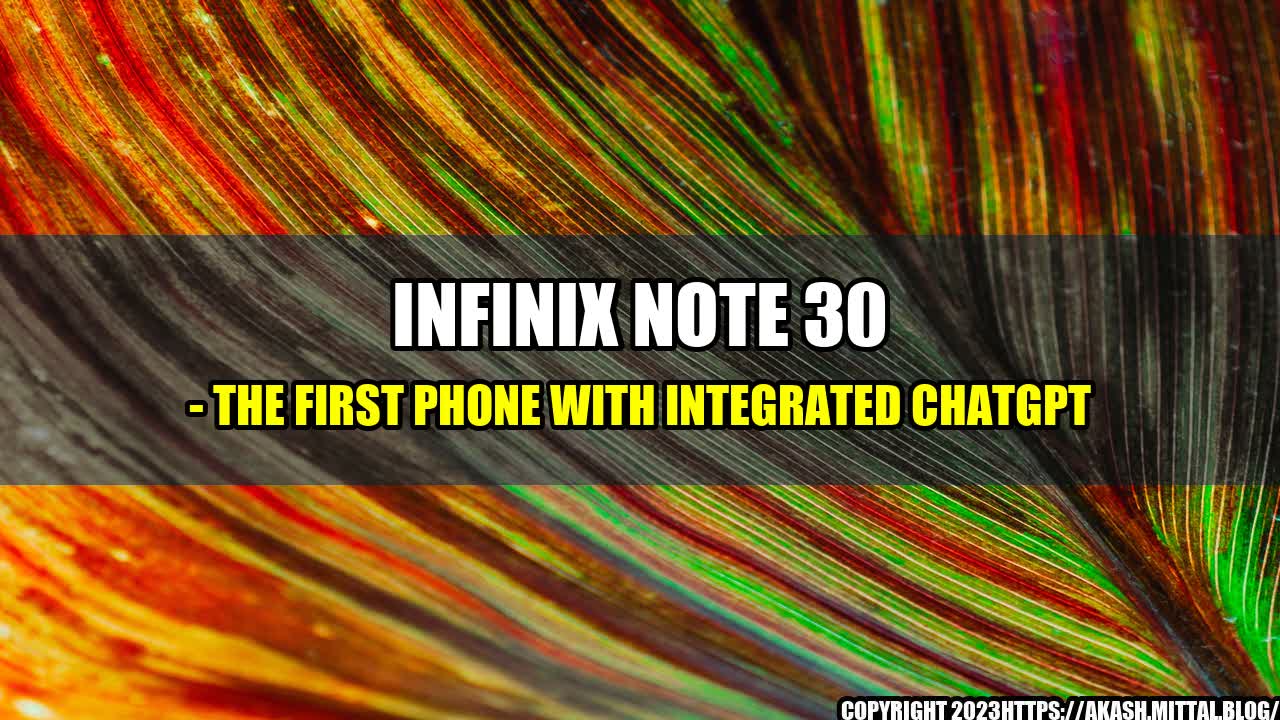 INFINIX NOTE 30
- THE FIRST PHONE WITH INTEGRATED CHATGPT
COPYRIGHT 2023HTTPS://AKASH.MITTAL.BLOG/